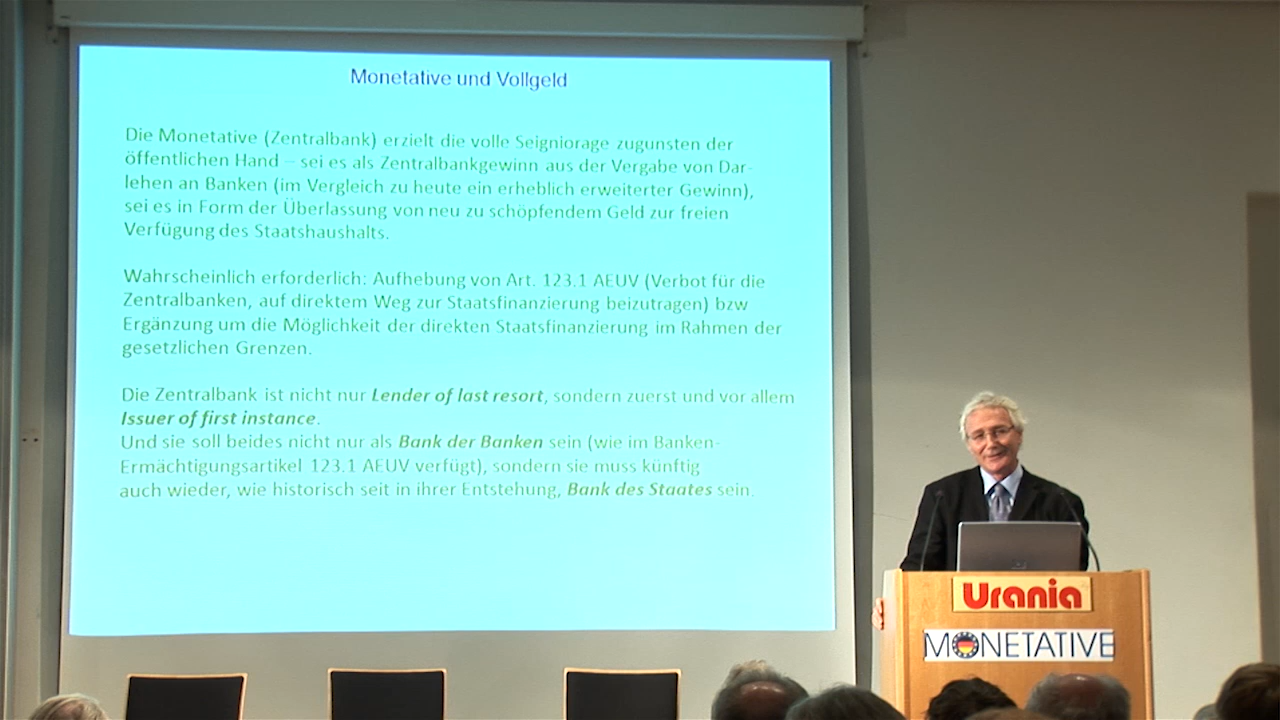 Monetative und Vollgeld
Die Monetative (Zentralbank) erzielt die volle Seigniorage zugunsten der
öffentlichen Hand – sei es als Zentralbankgewinn aus der Vergabe von Dar-
lehen an Banken (im Vergleich zu heute ein erheblich erweiterter Gewinn),
sei es in Form der Überlassung von neu zu schöpfendem Geld zur freien
Verfügung des Staatshaushalts.
Wahrscheinlich erforderlich: Aufhebung von Art. 123.1 AEUV (Verbot für die
Zentralbanken, auf direktem Weg zur Staatsfinanzierung beizutragen) bzw
Ergänzung um die Möglichkeit der direkten Staatsfinanzierung im Rahmen der
gesetzlichen Grenzen.
Die Zentralbank ist nicht nur Lender of last resort, sondern zuerst und vor allem
Issuer of first instance.
Und sie soll beides nicht nur als Bank der Banken sein (wie im Banken-
Ermächtigungsartikel 123.1 AEUV verfügt), sondern sie muss künftig
auch wieder, wie historisch seit in ihrer Entstehung, Bank des Staates sein.
Urania
MONETATIVE